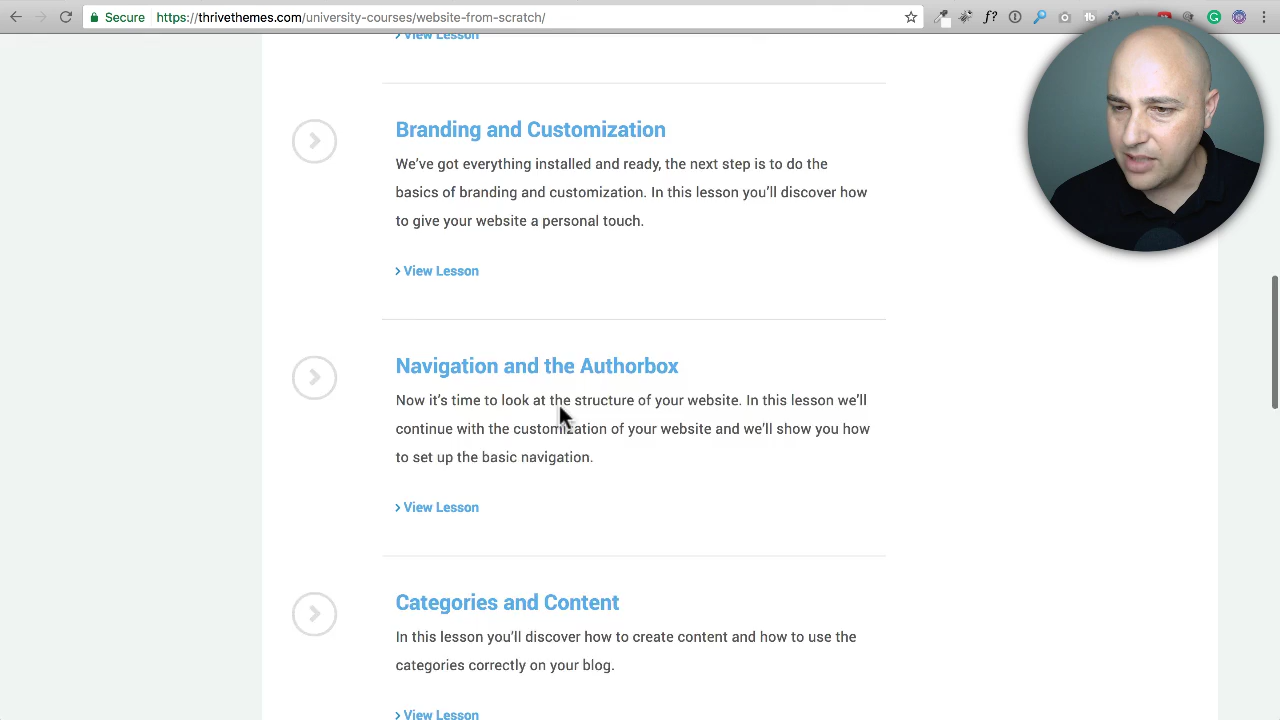 Secure
https://thrivethemes.com/university-courses/website-from-scratch/
View Lesson
Branding and Customization
We've got everything installed and ready, the next step is to do the
basics of branding and customization. In this lesson you'll discover how
to give your website a personal touch.
View Lesson
Navigation and the Authorbox
Now it's time to look at the structure of your website. In this lesson we'll
continue with the customization of your website and we'll show you how
to set up the basic navigation.
View Lesson
Categories and Content
In this lesson you'll discover how to create content and how to use the
categories correctly on your blog.
View Lesson